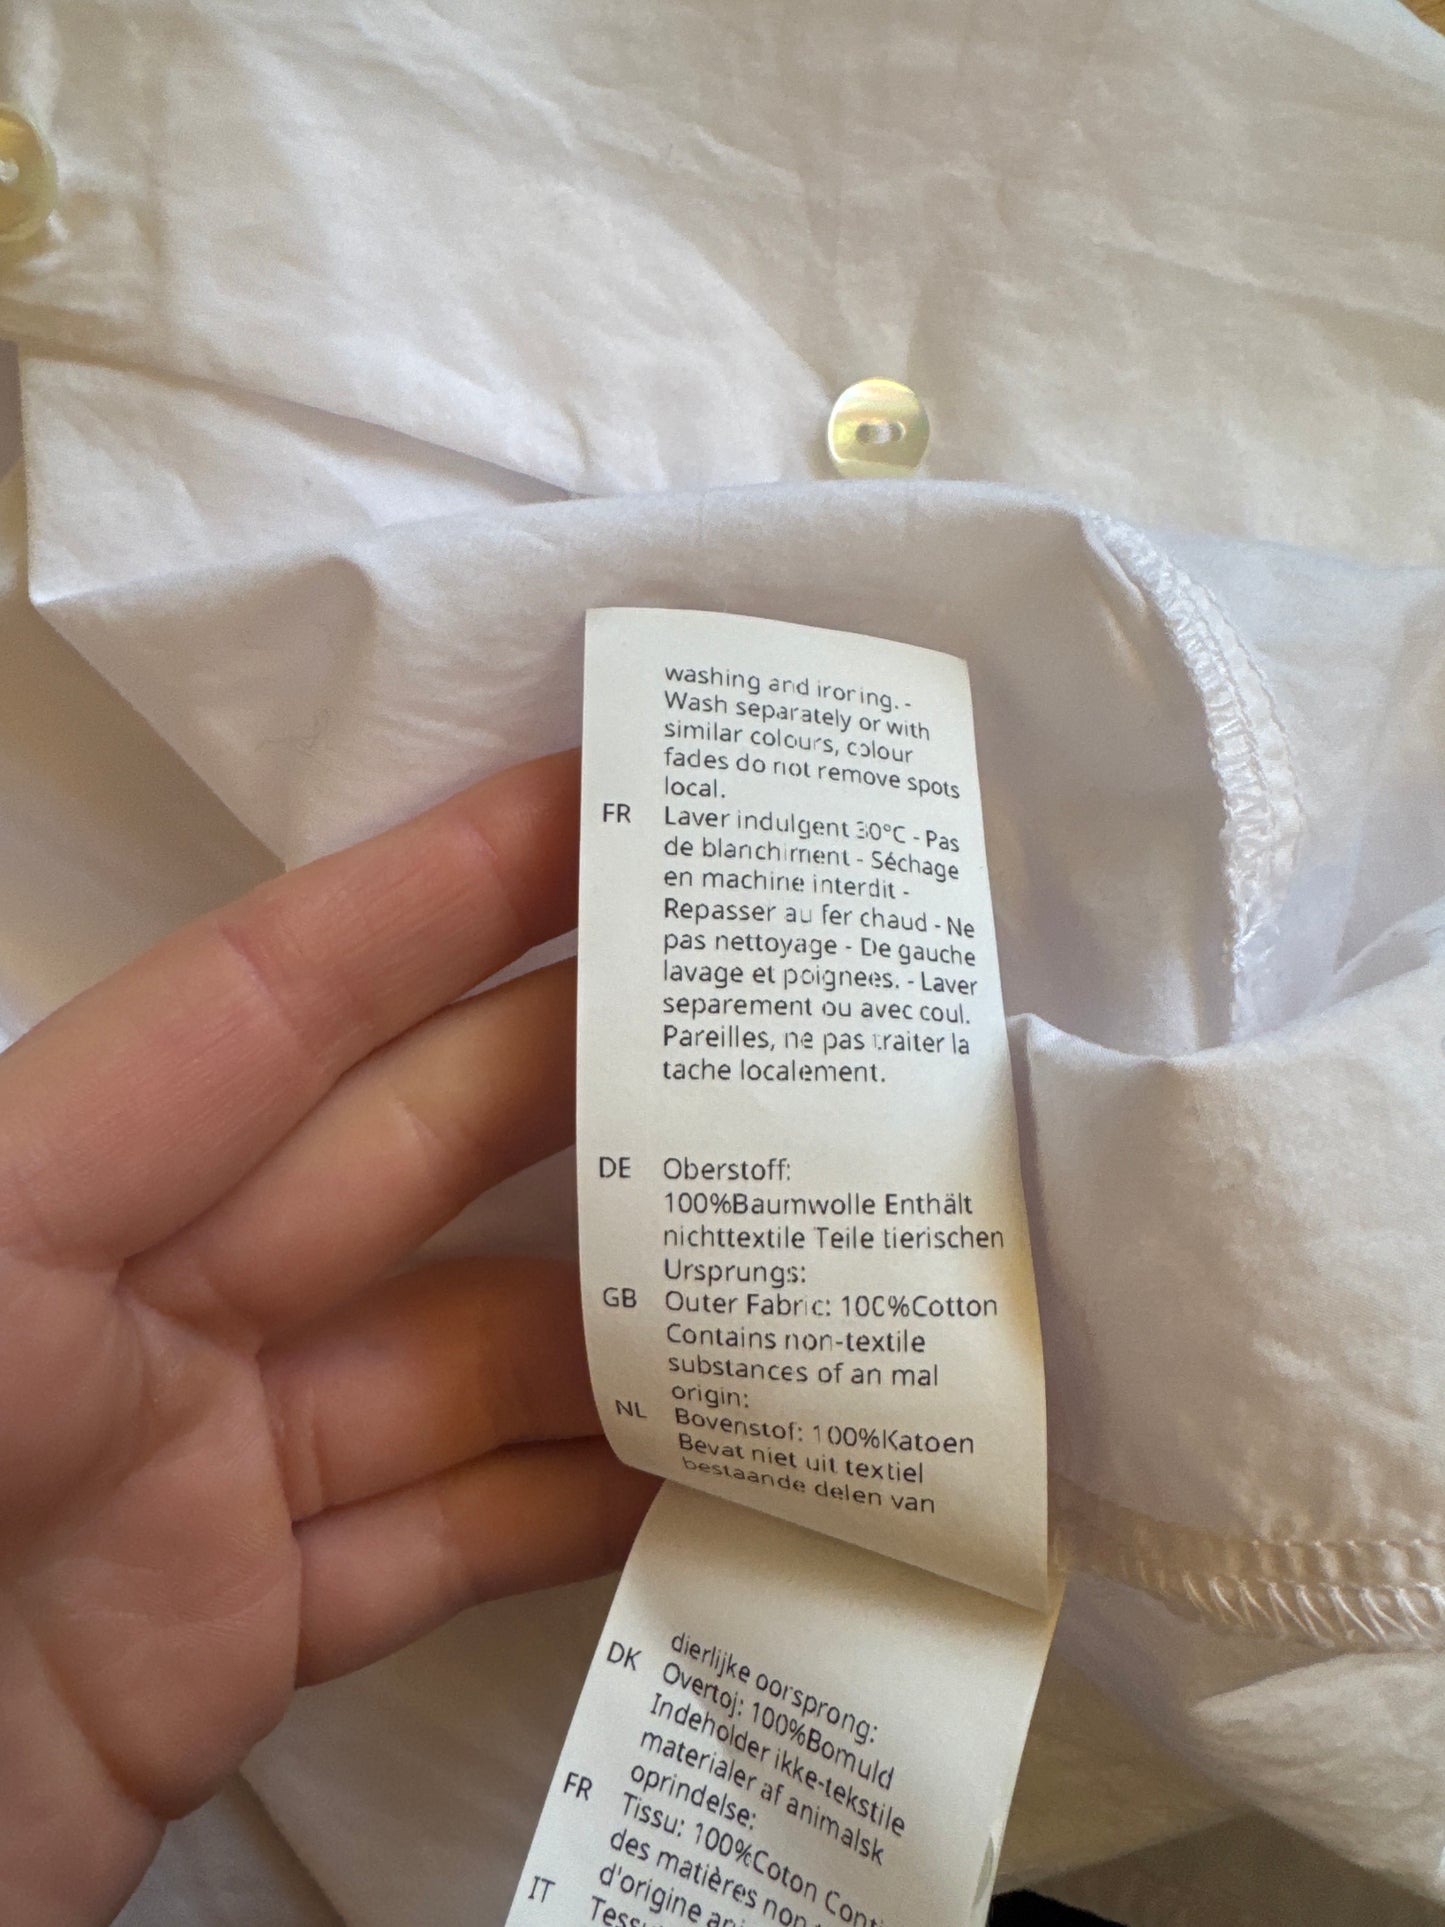 washing and ironing. -
Wash separately or with
similar colours, colour
fades do not remove spots
local.
FR Laver indulgent 30°C - Pas
de blanchiment - Séchage
en machine interdit -
Repasser au fer chaud - Ne
pas nettoyage - De gauche
lavage et poignees. - Laver
separement ou avec coul.
Pareilles, ne pas traiter la
tache localement.
DE Oberstoff:
100%Baumwolle Enthält
nichttextile Teile tierischen
Ursprungs:
GB Outer Fabric: 100%Cotton
Contains non-textile
substances of animal
origin:
NL Bovenstof: 100%Katoen
Bevat niet uit textiel
bestaande delen van
dierlijke oorsprong:
DK Overtoj: 100%Bomuld
Indeholder ikke-tekstile
materialer af animalsk
oprindelse:
FR Tissu: 100%Coton
des matières non
d'origine
IT